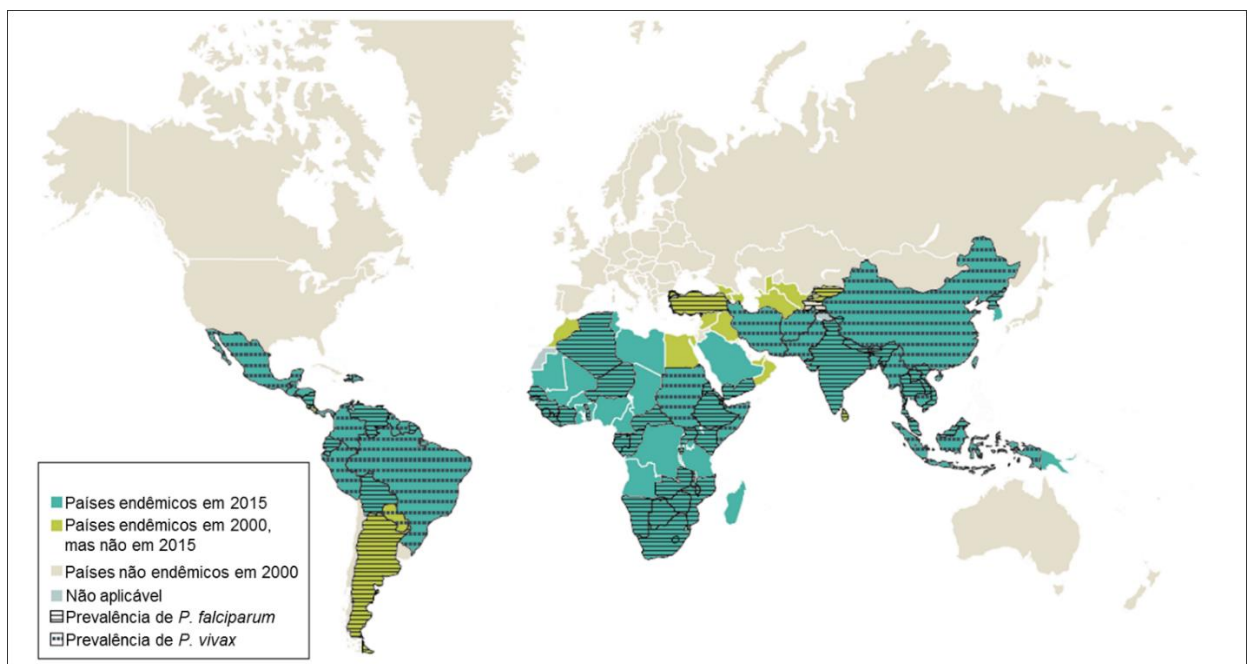 Países endêmicos em 2015
Países endêmicos em 2000,
mas não em 2015
Países não endêmicos em 2000
Não aplicável
Prevalência de P. falciparum
Prevalência de P. vivax